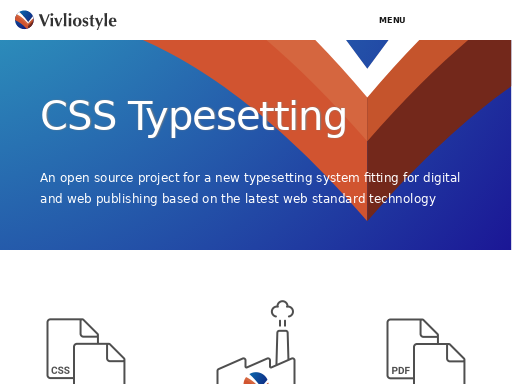 Vivliostyle
MENU
CSS Typesetting
An open source project for a new typesetting system fitting for digital
and web publishing based on the latest web standard technology
CSS
PDF